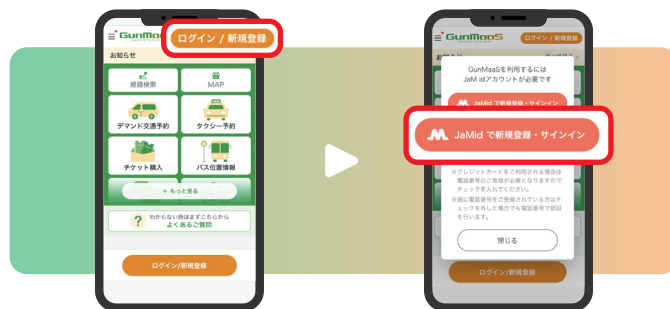 GunMaaS
ログイン / 新規登録
お知らせ
経路検索
MAP
デマンド交通予約
タクシー予約
チケット購入
バス位置情報
+ もっと見る
? わからない時はまずこちらから
よくあるご質問
ログイン/新規登録
GunMaaS
ログイン / 新規登録
GunMaaSを利用するには
JaM idアカウントが必要です
JaMid で新規登録・サインイン
JaMid で新規登録・サインイン
※クレジットカードをご利用される場合は
電話番号のご登録が必要となりますので
チェックを入れてください。
※既に電話番号をご登録されている方はチ
ェックを外した場合でも電話番号で認証
を行います。
閉じる
ログイン/新規登録